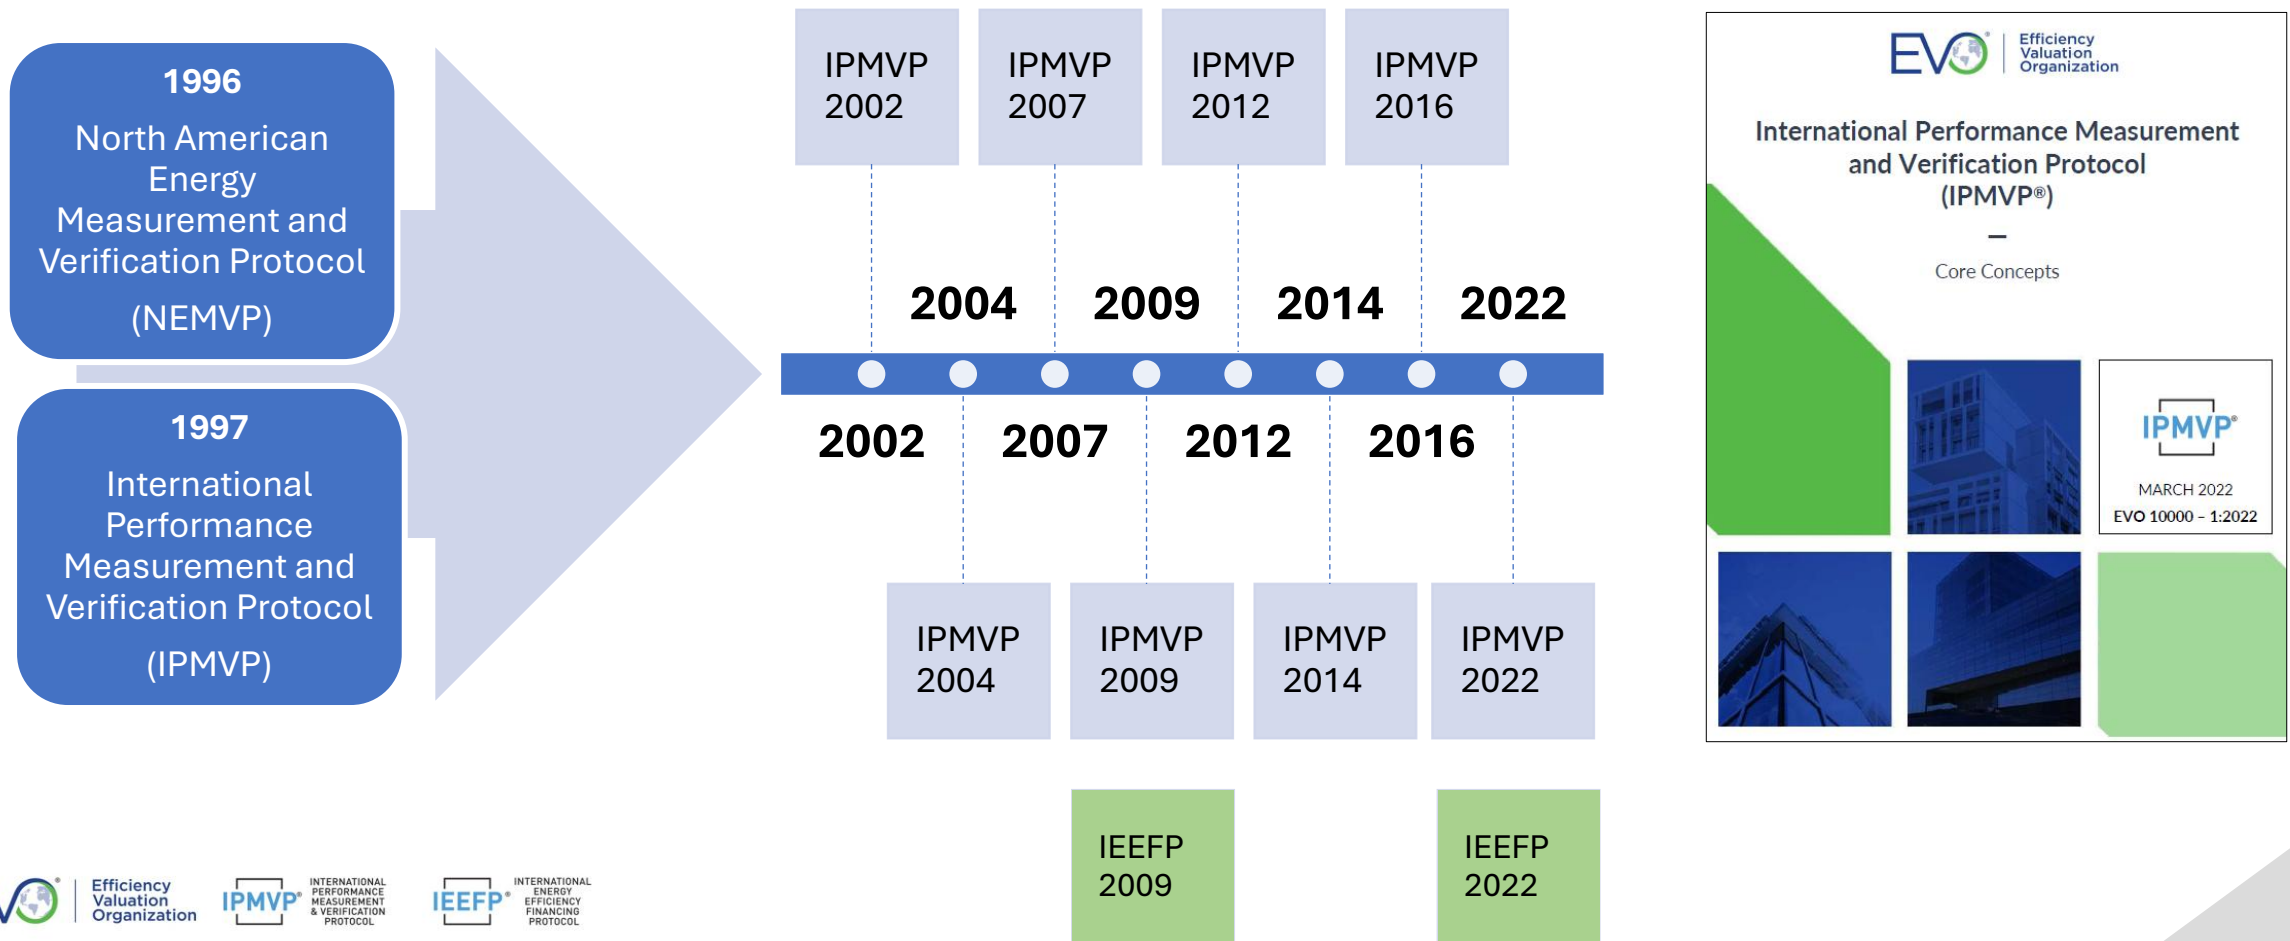 1996
North American
Energy
Measurement and
Verification Protocol
(NEMVP)
1997
International
Performance
Measurement and
Verification Protocol
(IPMVP)
IPMVP
2002
IPMVP
2007
IPMVP
2012
IPMVP
2016
2004
2009
2014
2022
2002
2007
2012
2016
IPMVP
2004
IPMVP
2009
IPMVP
2014
IPMVP
2022
IEEFP
2009
IEEFP
2022
EVO®
Efficiency
Valuation
Organization
International Performance Measurement
and Verification Protocol
(IPMVP®)
–
Core Concepts
IPMVP®
MARCH 2022
EVO 10000 – 1:2022
VO®
Efficiency
Valuation
Organization
IPMVP®
INTERNATIONAL
PERFORMANCE
MEASUREMENT
& VERIFICATION
PROTOCOL
IEEFP®
INTERNATIONAL
ENERGY
EFFICIENCY
FINANCING
PROTOCOL